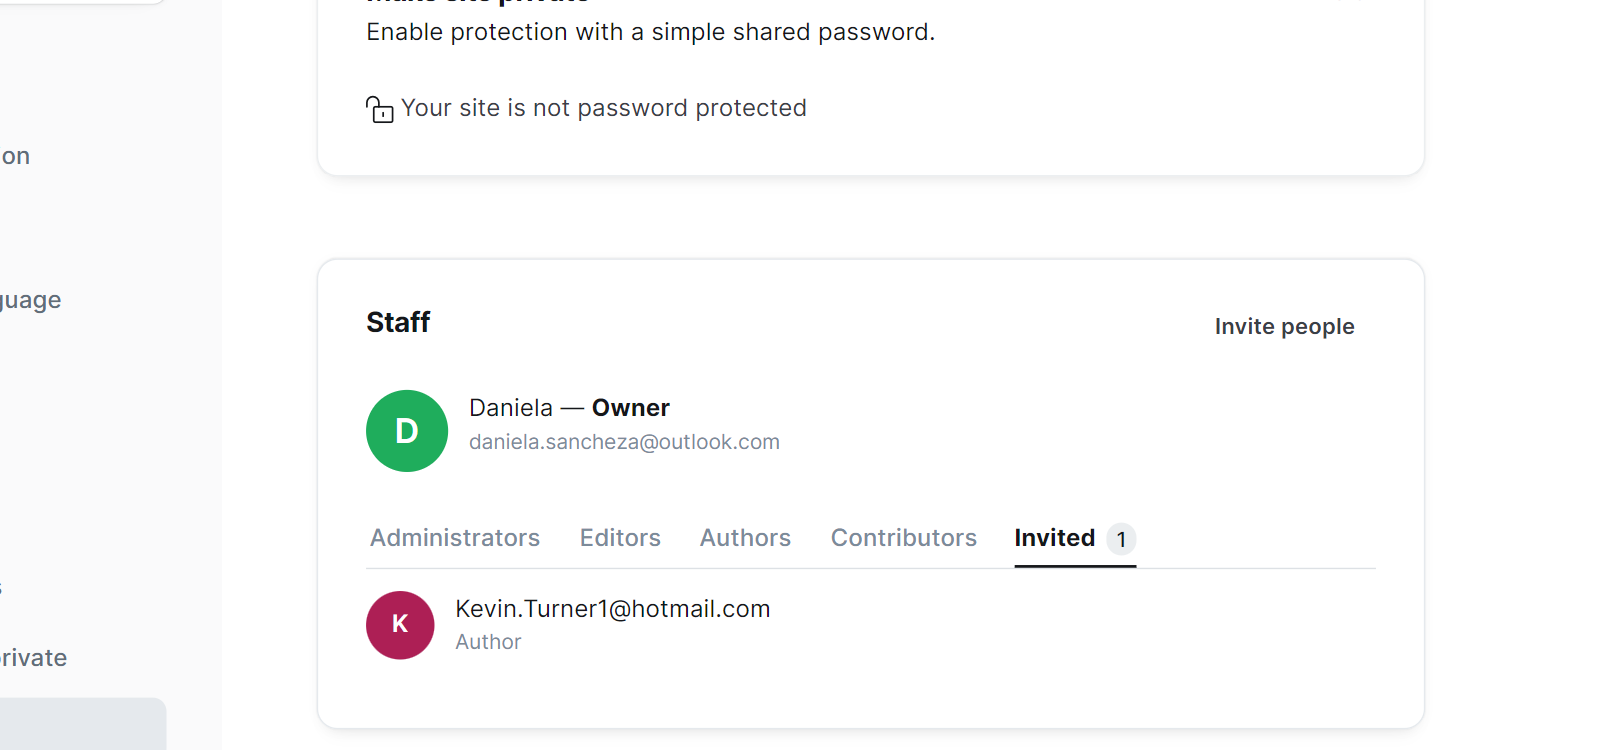 Enable protection with a simple shared password.
Your site is not password protected
on
guage
rivate
Staff
Invite people
D
Daniela — Owner
daniela.sancheza@outlook.com
Administrators Editors Authors Contributors Invited 1
K
Kevin.Turner1@hotmail.com
Author